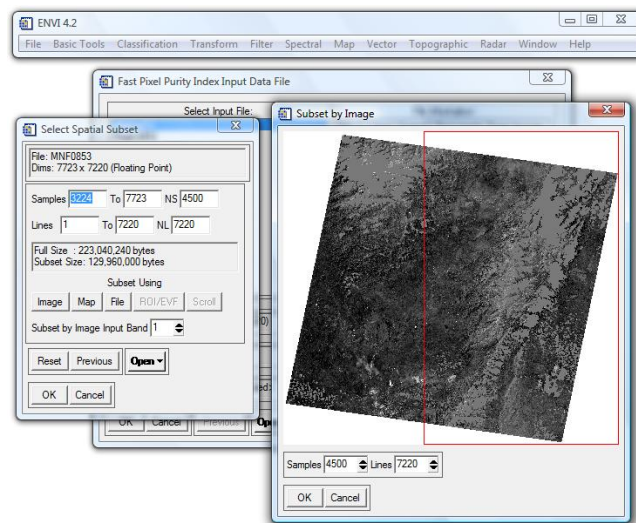 ENVI 4.2
File Basic Tools Classification Transform Filter Spectral Map Vector Topographic Radar Window Help
Fast Pixel Purity Index Input Data File
Select Input File:
Select Spatial Subset
File: MNF0853
Dims: 7723 x 7220 (Floating Point)
Samples 3224 To 7723 NS 4500
Lines 1 To 7220 NL 7220
Full Size : 223,040,240 bytes
Subset Size: 129,960,000 bytes
Subset Using
Image Map File ROI/EVF Scroll
Subset by Image Input Band 1
Reset Previous Open
OK Cancel
OK Cancel Previous Open
Subset by Image
Samples 4500 Lines 7220
OK Cancel